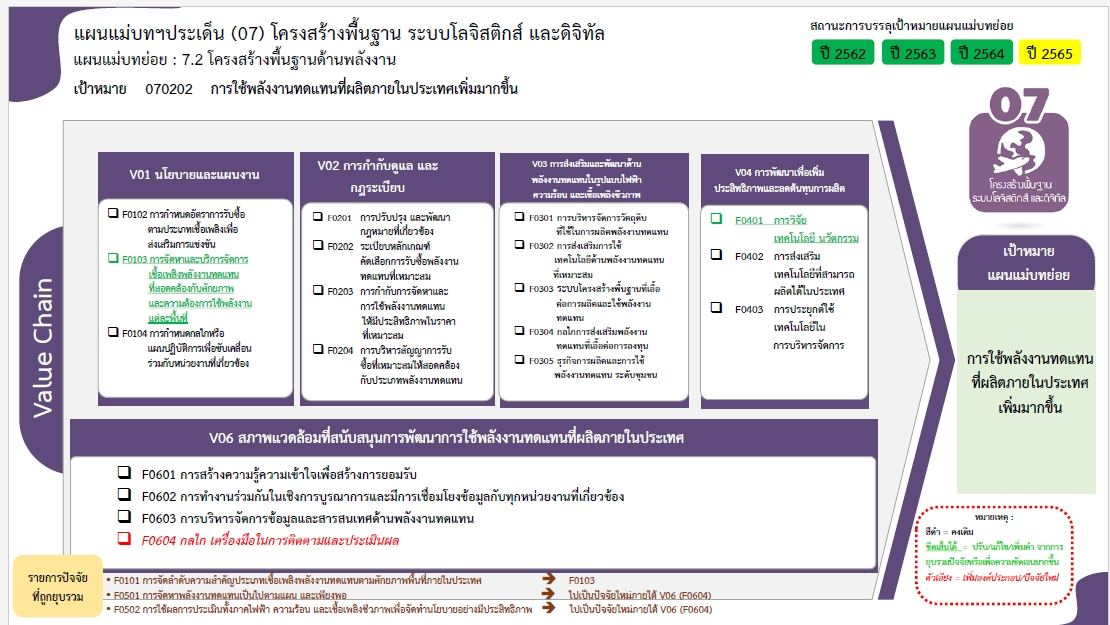 แผนแม่บทฯประเด็น (07) โครงสร้างพื้นฐาน ระบบโลจิสติกส์ และดิจิทัล
แผนแม่บทย่อย : 7.2 โครงสร้างพื้นฐานด้านพลังงาน
เป้าหมาย 070202 การใช้พลังงานทดแทนที่ผลิตภายในประเทศเพิ่มมากขึ้น
สถานะการบรรลุเป้าหมายแผนแม่บทย่อย
ปี 2562 ปี 2563 ปี 2564 ปี 2565
07
โครงสร้างพื้นฐาน
ระบบโลจิสติกส์ และดิจิทัล
Value Chain
V01 นโยบายและแผนงาน
F0102 การกำหนดอัตราการรับซื้อ
ตามประเภทเชื้อเพลิงเพื่อ
ส่งเสริมการแข่งขัน
F0103 การจัดหาและบริการจัดการ
เชื้อเพลิงพลังงานทดแทน
ที่สอดคล้องกับศักยภาพ
และความต้องการใช้พลังงาน
แต่ละพื้นที่
F0104 การกำหนดกลไกหรือ
แผนปฏิบัติการเพื่อขับเคลื่อน
ร่วมกับหน่วยงานที่เกี่ยวข้อง
V02 การกำกับดูแล และ
กฎระเบียบ
F0201 การปรับปรุง และพัฒนา
กฎหมายที่เกี่ยวข้อง
F0202 ระเบียบหลักเกณฑ์
คัดเลือกการรับซื้อพลังงาน
ทดแทนที่เหมาะสม
F0203 การกำกับการจัดหาและ
การใช้พลังงานทดแทน
ให้มีประสิทธิภาพในราคา
ที่เหมาะสม
F0204 การบริหารสัญญาการรับ
ซื้อที่เหมาะสมให้สอดคล้อง
กับประเภทพลังงานทดแทน
V03 การส่งเสริมและพัฒนาด้าน
พลังงานทดแทนในรูปแบบไฟฟ้า
ความร้อน และเชื้อเพลิงชีวภาพ
F0301 การบริหารจัดการวัตถุดิบ
ที่ใช้ในการผลิตพลังงานทดแทน
F0302 การส่งเสริมการใช้
เทคโนโลยีด้านพลังงานทดแทน
ที่เหมาะสม
F0303 ระบบโครงสร้างพื้นฐานที่เอื้อ
ต่อการผลิตและใช้พลังงาน
ทดแทน
F0304 กลไกการส่งเสริมพลังงาน
ทดแทนที่เอื้อต่อการลงทุน
F0305 ธุรกิจการผลิตและการใช้
พลังงานทดแทน ระดับชุมชน
V04 การพัฒนาเพื่อเพิ่ม
ประสิทธิภาพและลดต้นทุนการผลิต
F0401 การวิจัย
เทคโนโลยี นวัตกรรม
F0402 การส่งเสริม
เทคโนโลยีที่สามารถ
ผลิตได้ในประเทศ
F0403 การประยุกต์ใช้
เทคโนโลยีใน
การบริหารจัดการ
เป้าหมาย
แผนแม่บทย่อย
การใช้พลังงานทดแทน
ที่ผลิตภายในประเทศ
เพิ่มมากขึ้น
V06 สภาพแวดล้อมที่สนับสนุนการพัฒนาการใช้พลังงานทดแทนที่ผลิตภายในประเทศ
F0601 การสร้างความรู้ความเข้าใจเพื่อสร้างการยอมรับ
F0602 การทำงานร่วมกันในเชิงการบูรณาการและมีการเชื่อมโยงข้อมูลกับทุกหน่วยงานที่เกี่ยวข้อง
F0603 การบริหารจัดการข้อมูลและสารสนเทศด้านพลังงานทดแทน
F0604 กลไก เครื่องมือในการติดตามและประเมินผล
หมายเหตุ :
สีดำ = คงเดิม
ขีดเส้นใต้ = ปรับ/แก้ไข/เพิ่มคำ จากการ
ยุบรวมปัจจัยหรือเพื่อความชัดเจนมากขึ้น
ตัวเอียง = เพิ่มองค์ประกอบ/ปัจจัยใหม่
รายการปัจจัย
ที่ถูกยุบรวม
• F0101 การจัดลำดับความสำคัญประเภทเชื้อเพลิงพลังงานทดแทนตามศักยภาพพื้นที่ภายในประเทศ ➔ F0103
• F0501 การจัดหาพลังงานทดแทนเป็นไปตามแผน และเพียงพอ ➔ ไปเป็นปัจจัยใหม่ภายใต้ V06 (F0604)
• F0502 การใช้ผลการประเมินทั้งภาคไฟฟ้า ความร้อน และเชื้อเพลิงชีวภาพเพื่อจัดทำนโยบายอย่างมีประสิทธิภาพ ➔ ไปเป็นปัจจัยใหม่ภายใต้ V06 (F0604)